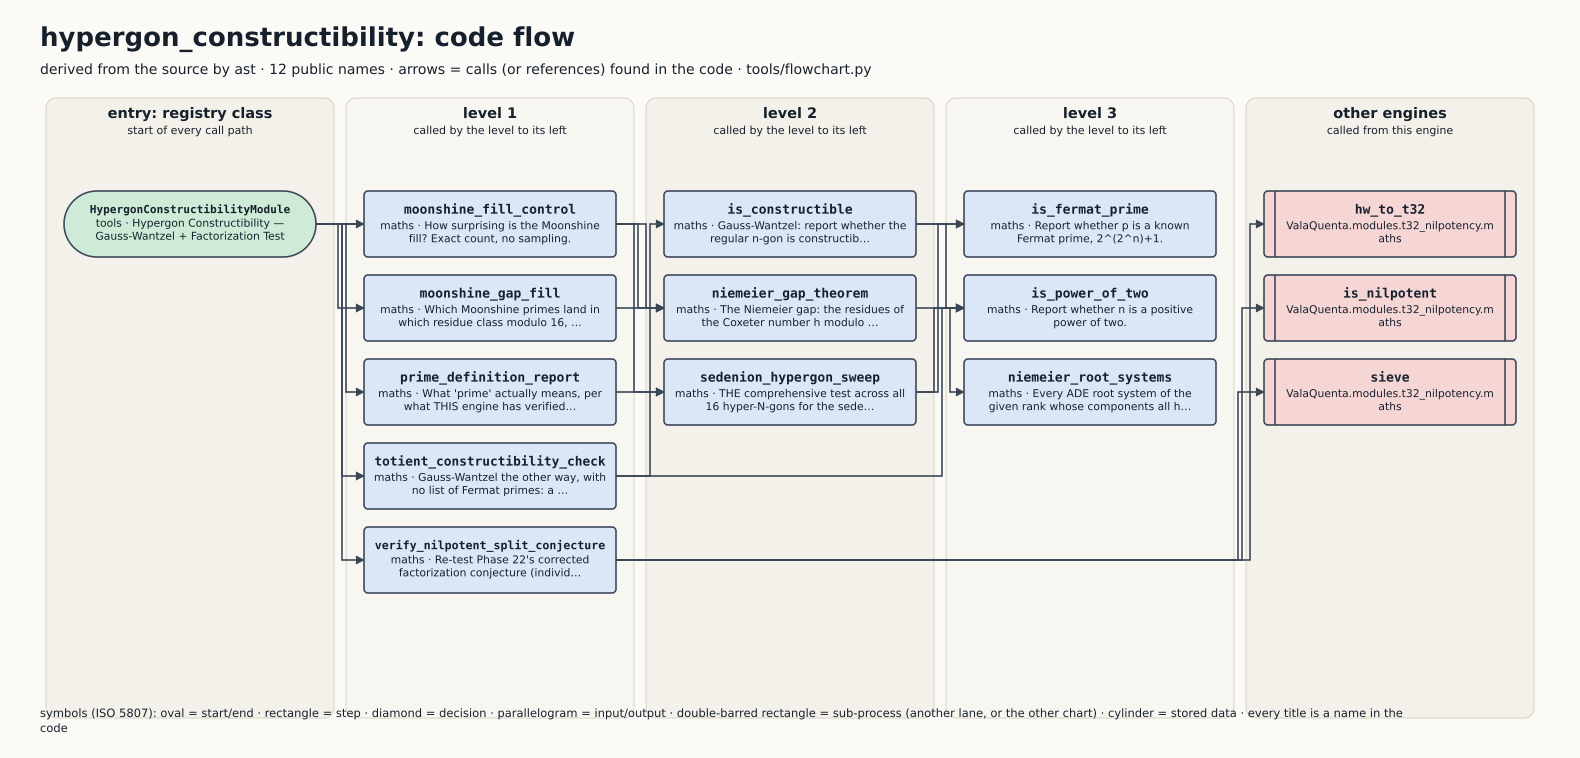 hypergon_constructibility: code flow
derived from the source by ast · 12 public names · arrows = calls (or references) found in the code · tools/flowchart.py
entry: registry class
start of every call path
HypergonConstructibilityModule
tools · Hypergon Constructibility —
Gauss-Wantzel + Factorization Test
level 1
called by the level to its left
moonshine_fill_control
maths · How surprising is the Moonshine
fill? Exact count, no sampling.
moonshine_gap_fill
maths · Which Moonshine primes land in
which residue class modulo 16, …
prime_definition_report
maths · What 'prime' actually means, per
what THIS engine has verified…
totient_constructibility_check
maths · Gauss-Wantzel the other way, with
no list of Fermat primes: a …
verify_nilpotent_split_conjecture
maths · Re-test Phase 22's corrected
factorization conjecture (individ…
level 2
called by the level to its left
is_constructible
maths · Gauss-Wantzel: report whether the
regular n-gon is constructib…
niemeier_gap_theorem
maths · The Niemeier gap: the residues of
the Coxeter number h modulo …
sedenion_hypergon_sweep
maths · THE comprehensive test across all
16 hyper-N-gons for the sede…
level 3
called by the level to its left
is_fermat_prime
maths · Report whether p is a known
Fermat prime, 2^(2^n)+1.
is_power_of_two
maths · Report whether n is a positive
power of two.
niemeier_root_systems
maths · Every ADE root system of the
given rank whose components all h…
other engines
called from this engine
hw_to_t32
ValaQuenta.modules.t32_nilpotency.m
aths
is_nilpotent
ValaQuenta.modules.t32_nilpotency.m
aths
sieve
ValaQuenta.modules.t32_nilpotency.m
aths
symbols (ISO 5807): oval = start/end · rectangle = step · diamond = decision · parallelogram = input/output · double-barred rectangle = sub-process (another lane, or the other chart) · cylinder = stored data · every title is a name in the
code